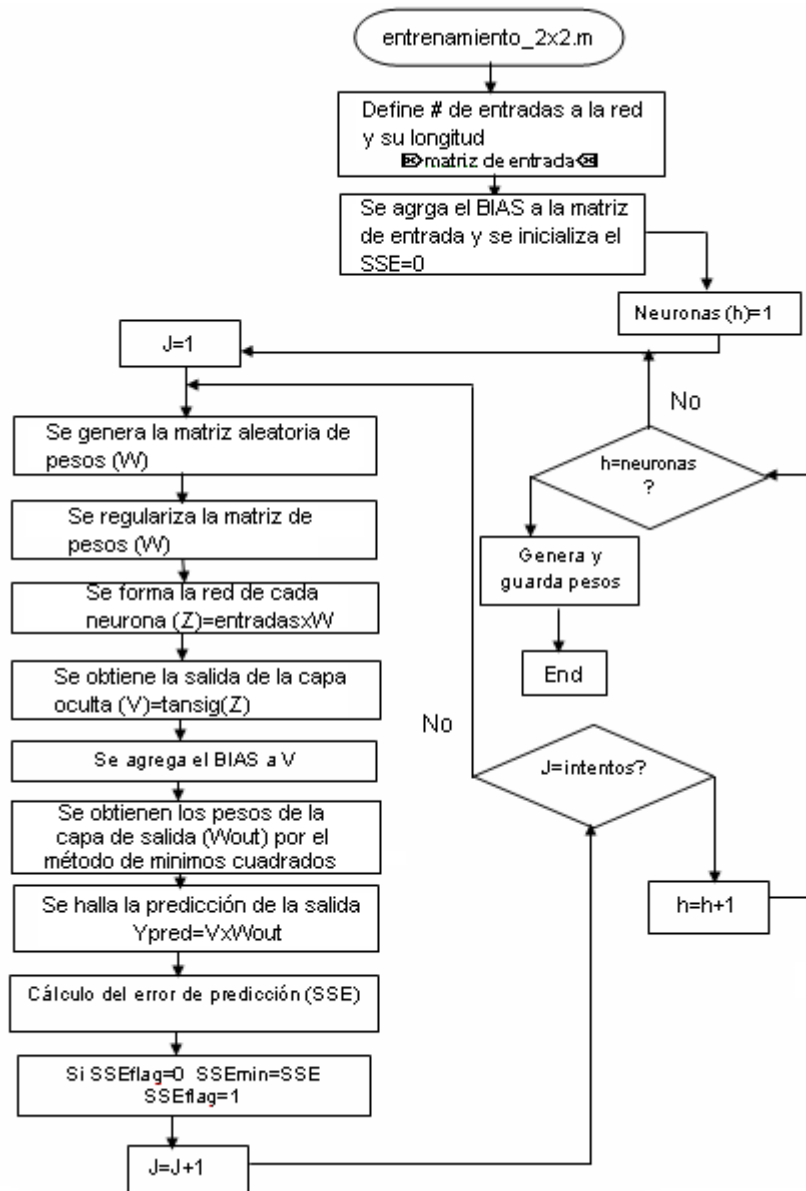 entrenamiento_2x2.m
Define # de entradas a la red
y su longitud
matriz de entrada
Se agrga el BIAS a la matriz
de entrada y se inicializa el
SSE=0
Neuronas (h)=1
J=1
No
Se genera la matriz aleatoria de
pesos (W)
h=neuronas
?
Se regulariza la matriz de
pesos (W)
Genera y
guarda pesos
Se forma la red de cada
neurona (Z)=entradasxW
End
Se obtiene la salida de la capa
oculta (V)=tansig(Z)
No
Se agrega el BIAS a V
J=intentos?
Se obtienen los pesos de la
capa de salida (Wout) por el
método de minimos cuadrados
Se halla la predicción de la salida
Ypred=VxWout
h=h+1
Cálculo del error de predicción (SSE)
Si SSEflag=0 SSEmin=SSE
SSEflag=1
J=J+1